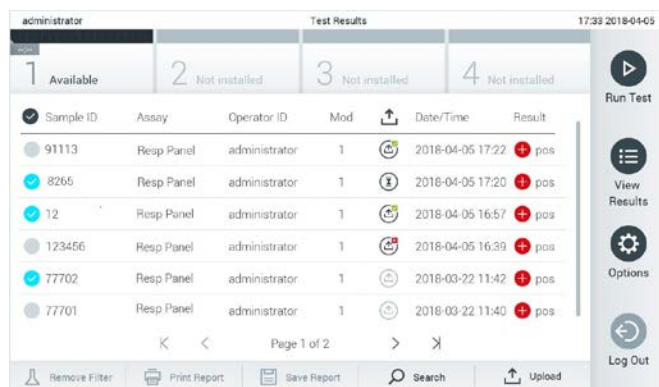 administrator Test Results 17:33 2018-04-05
1 Available 2 Not installed 3 Not installed 4 Not installed
Run Test
Sample ID Assay Operator ID Mod Date/Time Result
91113 Resp Panel administrator 1 2018-04-05 17:22 pos
8265 Resp Panel administrator 1 2018-04-05 17:20 pos
View
Results
12 Resp Panel administrator 1 2018-04-05 16:57 pos
123456 Resp Panel administrator 1 2018-04-05 16:39 pos
Options
77702 Resp Panel administrator 1 2018-03-22 11:42 pos
77701 Resp Panel administrator 1 2018-03-22 11:40 pos
Page 1 of 2
Log Out
Remove Filter Print Report Save Report Search Upload